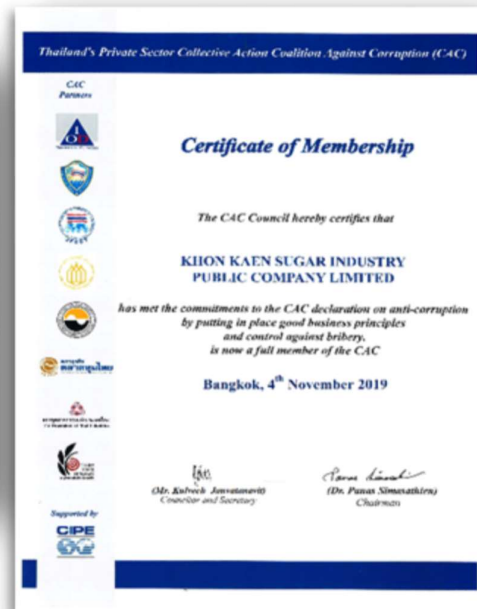 Thailand's Private Sector Collective Action Coalition Against Corruption (CAC)
CAC
Partners
Certificate of Membership
The CAC Council hereby certifies that
KHON KAEN SUGAR INDUSTRY
PUBLIC COMPANY LIMITED
has met the commitments to the CAC declaration on anti-corruption
by putting in place good business principles
and control against bribery,
is now a full member of the CAC
Bangkok, 4th November 2019
(Mr. Kulvech Janvatanavit)
Councilor and Secretary
(Dr. Panas Simasathien)
Chairman
Supported by
CIPE